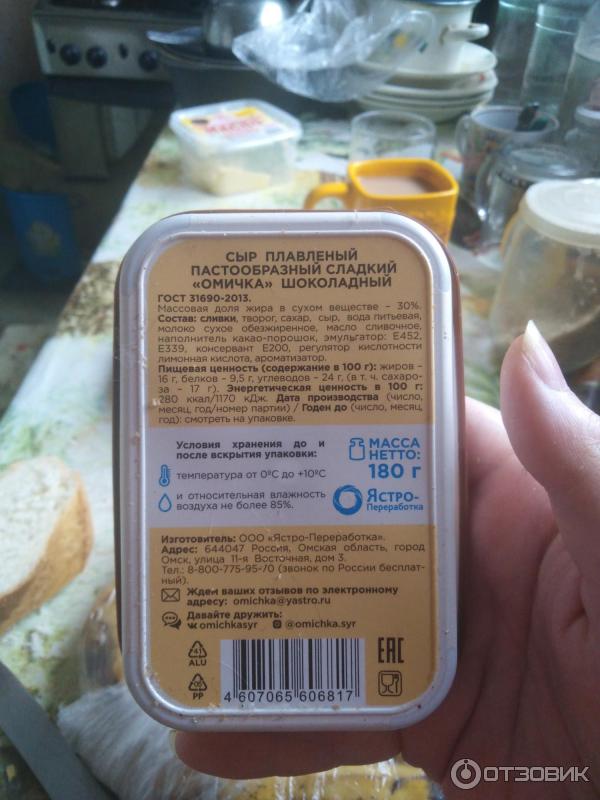 СЫР ПЛАВЛЕНЫЙ
ПАСТООБРАЗНЫЙ СЛАДКИЙ
«ОМИЧКА» ШОКОЛАДНЫЙ
ГОСТ 31690-2013.
Массовая доля жира в сухом веществе – 30%.
Состав: сливки, творог, сахар, сыр, вода питьевая,
молоко сухое обезжиренное, масло сливочное,
наполнитель какао-порошок, эмульгатор: Е452,
Е339, консервант Е200, регулятор кислотности
лимонная кислота, ароматизатор.
Пищевая ценность (содержание в 100 г): жиров –
16 г, белков – 9,5 г, углеводов – 24 г, (в т. ч. сахаро-
за – 17 г). Энергетическая ценность в 100 г:
280 ккал/1170 кДж. Дата производства (число,
месяц, год/номер партии) / Годен до (число, месяц,
год): смотреть на упаковке.
Условия хранения до и
после вскрытия упаковки:
температура от 0ºС до +10ºС
и относительная влажность
воздуха не более 85%.
МАССА
НЕТТО:
180 г
ЯСТРО-
Переработка
Изготовитель: ООО «Ястро-Переработка».
Адрес: 644047 Россия, Омская область, город
Омск, улица 11-я Восточная, дом 3.
Тел.: 8-800-775-95-70 (звонок по России бесплат-
ный).
Ждем ваших отзывов по электронному
адресу: omichka@yastro.ru
Давайте дружить:
omichkasyr @omichka.syr
41
ALU
05
PP
4 607065 606817
EAC
ОТЗОВИК